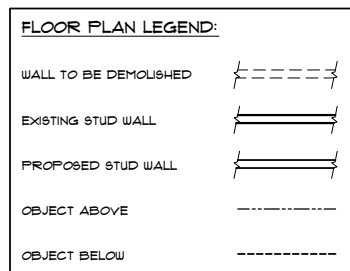 FLOOR PLAN LEGEND:
WALL TO BE DEMOLISHED
EXISTING STUD WALL
PROPOSED STUD WALL
OBJECT ABOVE
OBJECT BELOW